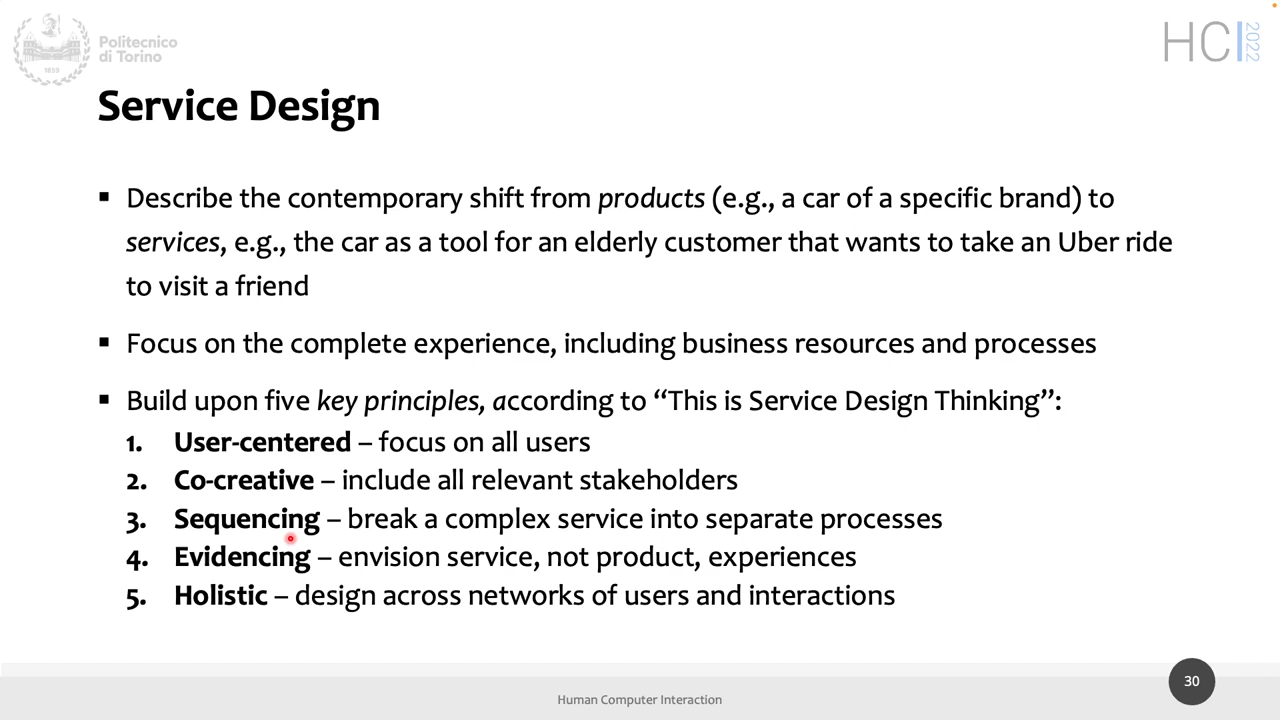 Politecnico
di Torino
1859
HCI 2022
Service Design
▪ Describe the contemporary shift from products (e.g., a car of a specific brand) to
services, e.g., the car as a tool for an elderly customer that wants to take an Uber ride
to visit a friend
▪ Focus on the complete experience, including business resources and processes
▪ Build upon five key principles, according to “This is Service Design Thinking”:
1. User-centered – focus on all users
2. Co-creative – include all relevant stakeholders
3. Sequencing – break a complex service into separate processes
4. Evidencing – envision service, not product, experiences
5. Holistic – design across networks of users and interactions
Human Computer Interaction
30